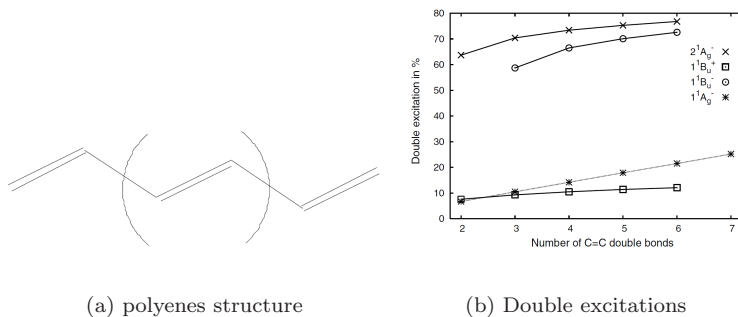 80
70
60
50
40
30
20
10
0
Double excitation in %
2¹Ag⁻
1¹Bu⁺
1¹Bu⁻
1¹Ag⁻
2 3 4 5 6 7
Number of C=C double bonds
(a) polyenes structure
(b) Double excitations